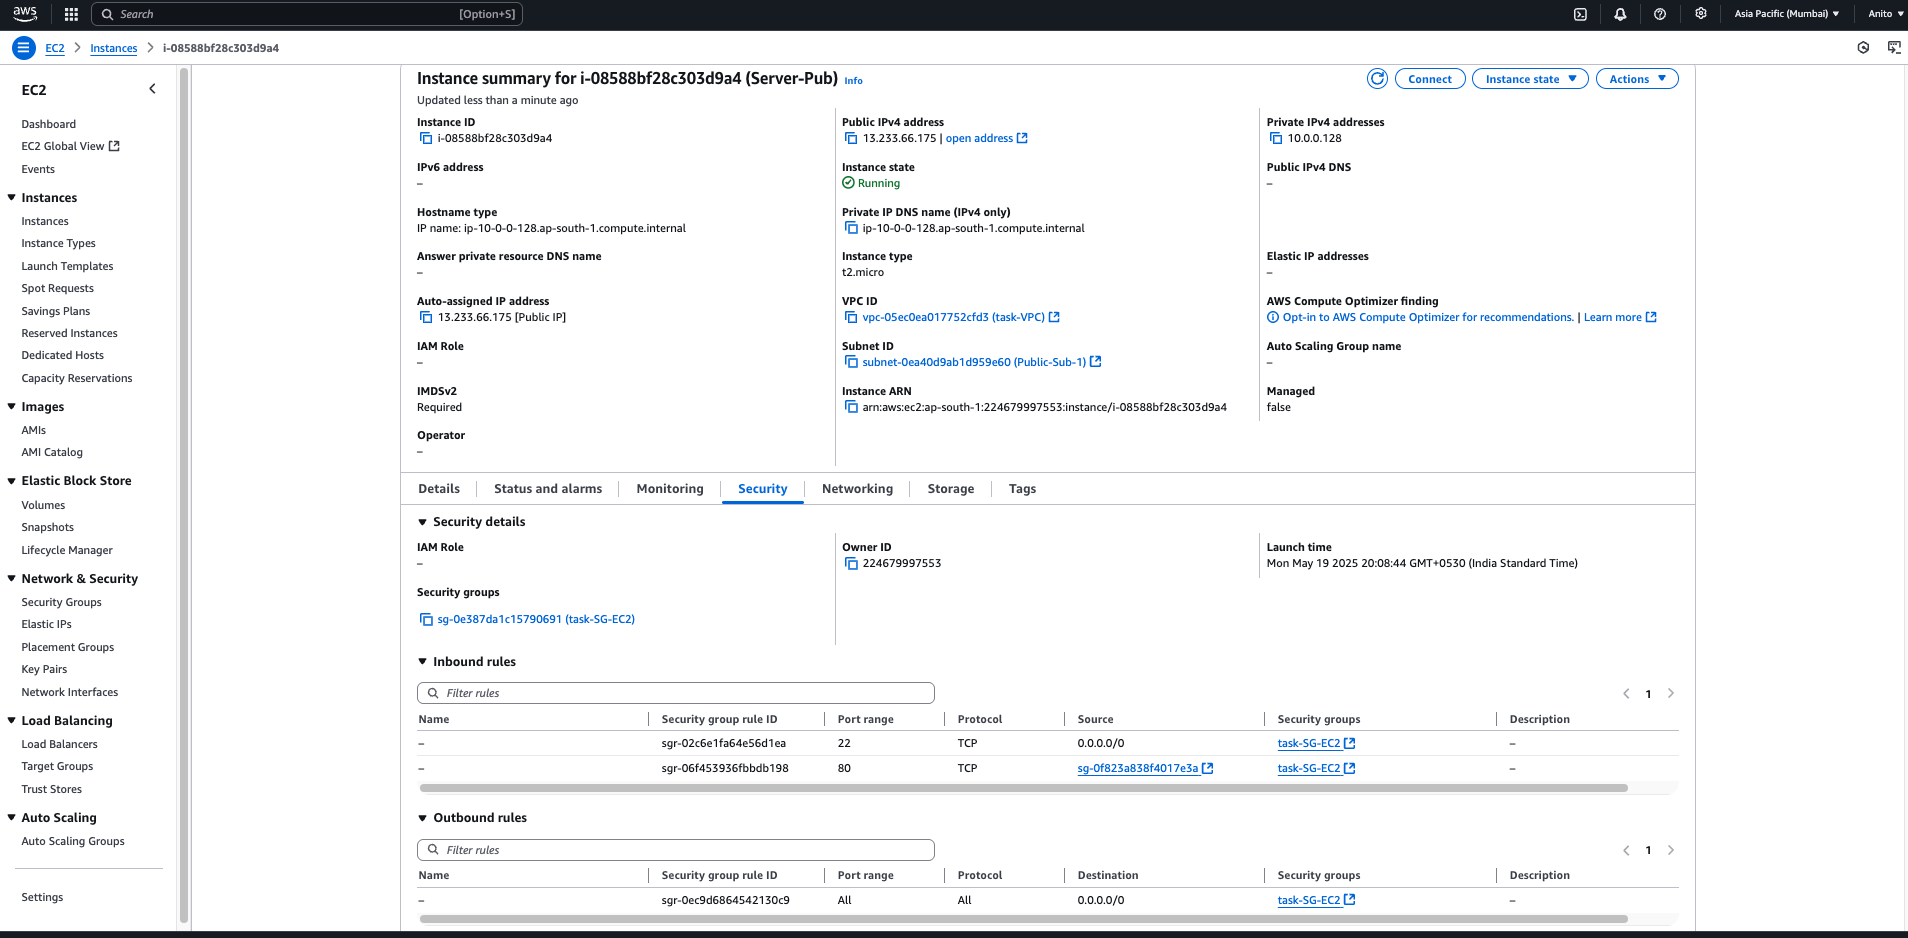 aws
Search [Option+S]
Asia Pacific (Mumbai)
Anito
EC2 > Instances > i-08588bf28c303d9a4
EC2
Dashboard
EC2 Global View
Events
Instances
Instances
Instance Types
Launch Templates
Spot Requests
Savings Plans
Reserved Instances
Dedicated Hosts
Capacity Reservations
Images
AMIs
AMI Catalog
Elastic Block Store
Volumes
Snapshots
Lifecycle Manager
Network & Security
Security Groups
Elastic IPs
Placement Groups
Key Pairs
Network Interfaces
Load Balancing
Load Balancers
Target Groups
Trust Stores
Auto Scaling
Auto Scaling Groups
Settings
Instance summary for i-08588bf28c303d9a4 (Server-Pub) Info
Updated less than a minute ago
Connect
Instance state
Actions
Instance ID
i-08588bf28c303d9a4
IPv6 address
–
Hostname type
IP name: ip-10-0-0-128.ap-south-1.compute.internal
Answer private resource DNS name
–
Auto-assigned IP address
13.233.66.175 [Public IP]
IAM Role
–
IMDSv2
Required
Operator
–
Public IPv4 address
13.233.66.175 | open address
Instance state
Running
Private IP DNS name (IPv4 only)
ip-10-0-0-128.ap-south-1.compute.internal
Instance type
t2.micro
VPC ID
vpc-05ec0ea017752cfd3 (task-VPC)
Subnet ID
subnet-0ea40d9ab1d959e60 (Public-Sub-1)
Instance ARN
arn:aws:ec2:ap-south-1:224679997553:instance/i-08588bf28c303d9a4
Private IPv4 addresses
10.0.0.128
Public IPv4 DNS
–
Elastic IP addresses
–
AWS Compute Optimizer finding
Opt-in to AWS Compute Optimizer for recommendations. | Learn more
Auto Scaling Group name
–
Managed
false
Details
Status and alarms
Monitoring
Security
Networking
Storage
Tags
Security details
IAM Role
–
Owner ID
224679997553
Launch time
Mon May 19 2025 20:08:44 GMT+0530 (India Standard Time)
Security groups
sg-0e387da1c15790691 (task-SG-EC2)
Inbound rules
Filter rules
1
Name Security group rule ID Port range Protocol Source Security groups Description
– sgr-02c6e1fa64e56d1ea 22 TCP 0.0.0.0/0 task-SG-EC2 –
– sgr-06f453936fbbdb198 80 TCP sg-0f823a838f4017e3a task-SG-EC2 –
Outbound rules
Filter rules
1
Name Security group rule ID Port range Protocol Destination Security groups Description
– sgr-0ec9d6864542130c9 All All 0.0.0.0/0 task-SG-EC2 –